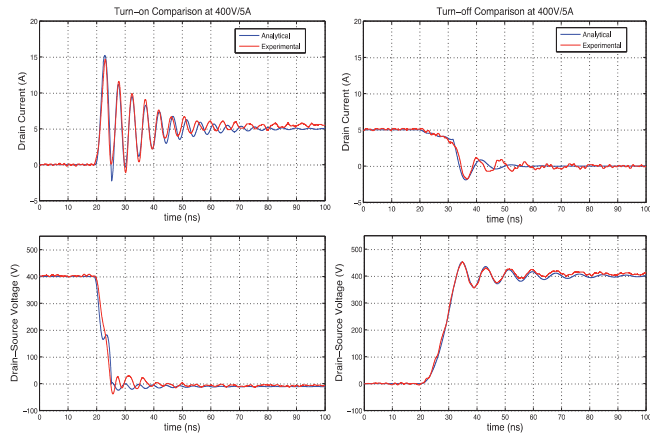 Turn−on Comparison at 400V/5A
20
15
10
5
0
−5
Drain Current (A)
Analytical
Experimental
0 10 20 30 40 50 60 70 80 90 100
time (ns)
Turn−off Comparison at 400V/5A
20
15
10
5
0
−5
Drain Current (A)
Analytical
Experimental
0 10 20 30 40 50 60 70 80 90 100
time (ns)
500
400
300
200
100
0
−100
Drain−Source Voltage (V)
0 10 20 30 40 50 60 70 80 90 100
time (ns)
500
400
300
200
100
0
−100
Drain−Source Voltage (V)
0 10 20 30 40 50 60 70 80 90 100
time (ns)